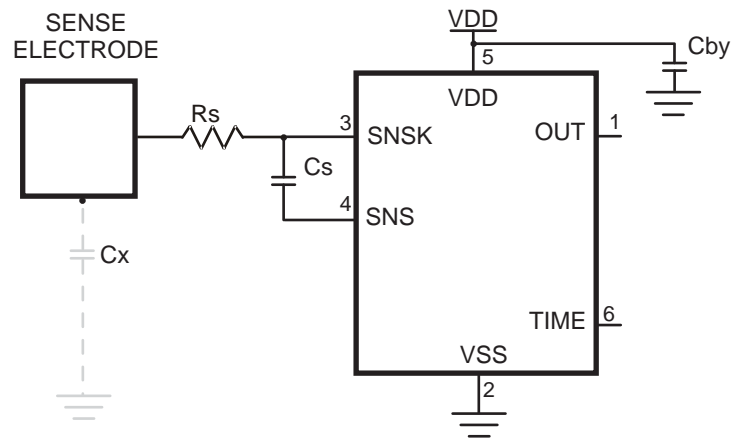 SENSE
ELECTRODE
VDD
Cby
5
VDD
Rs
3
SNSK
OUT
1
Cs
4
SNS
Cx
TIME
6
VSS
2